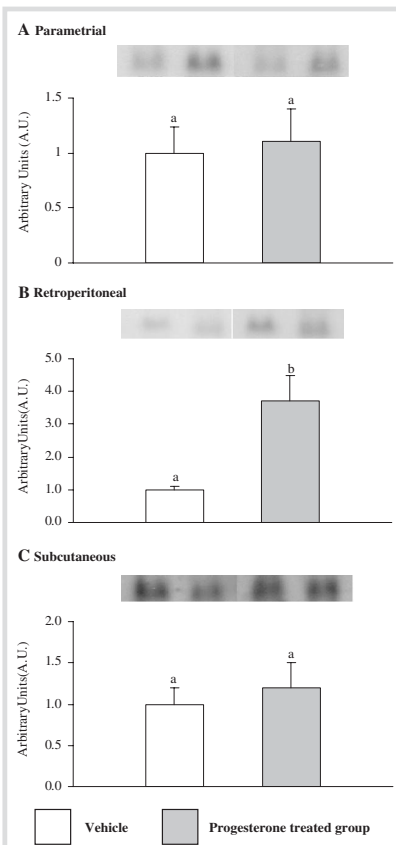 A Parametrial
Arbitrary Units (A.U.)
1.5
1
0.5
0
a
a
B Retroperitoneal
ArbitraryUnits(A.U.)
5.0
4.0
3.0
2.0
1.0
0.0
a
b
C Subcutaneous
ArbitraryUnits(A.U.)
2.0
1.5
1.0
0.5
0.0
a
a
Vehicle
Progesterone treated group